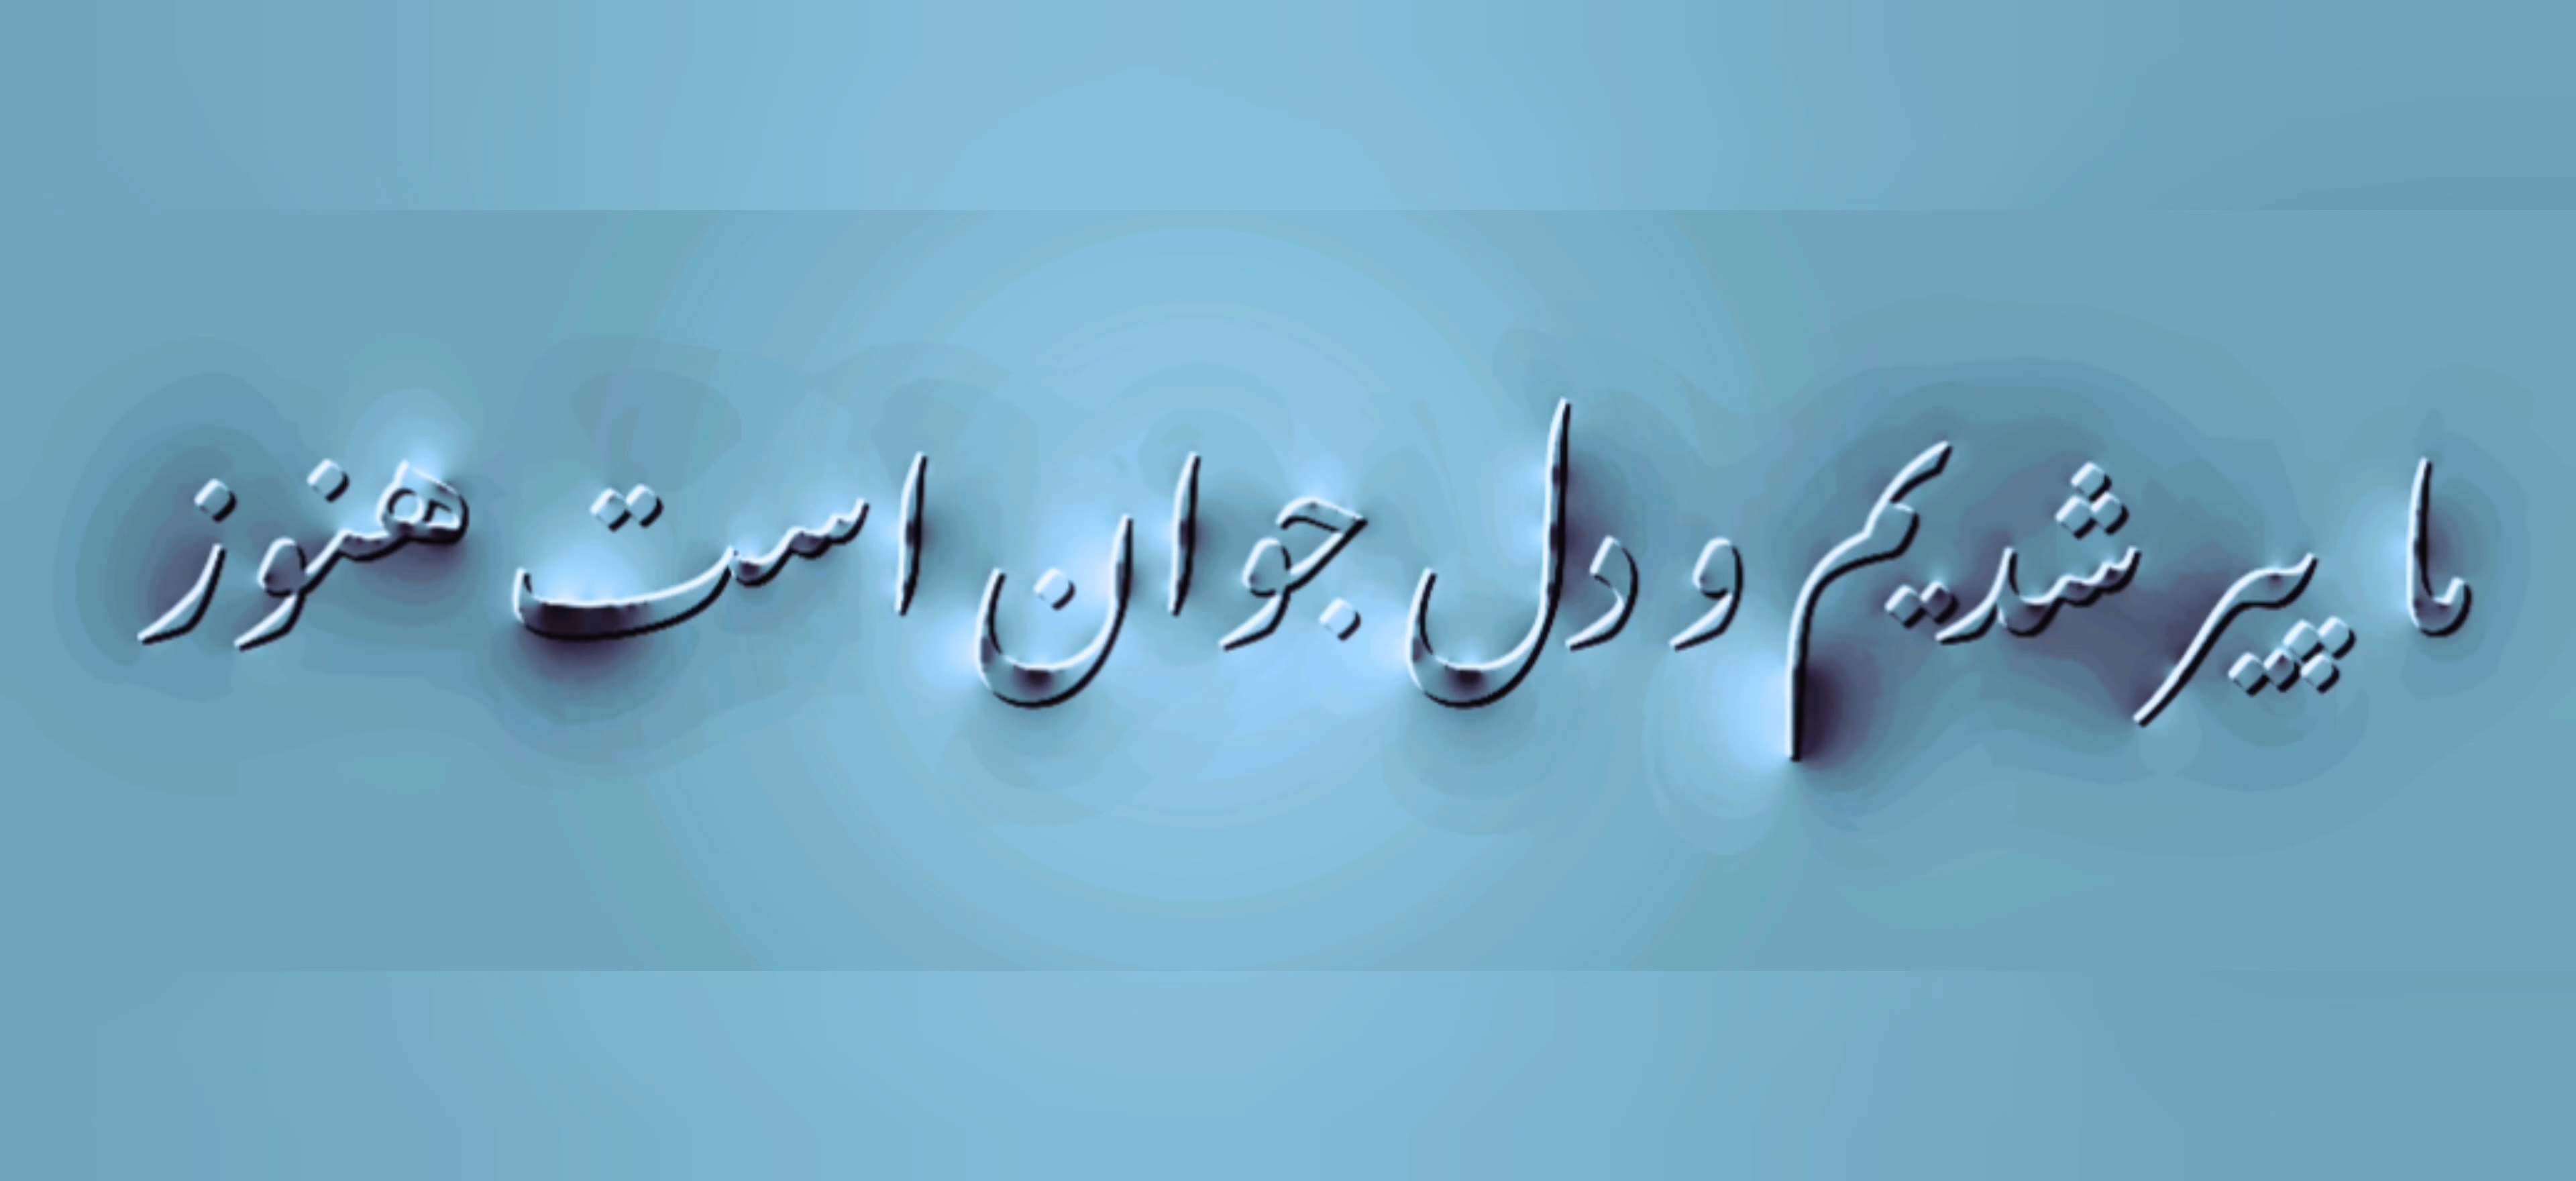 ما پیر شدیم و دل جوان است هنوز